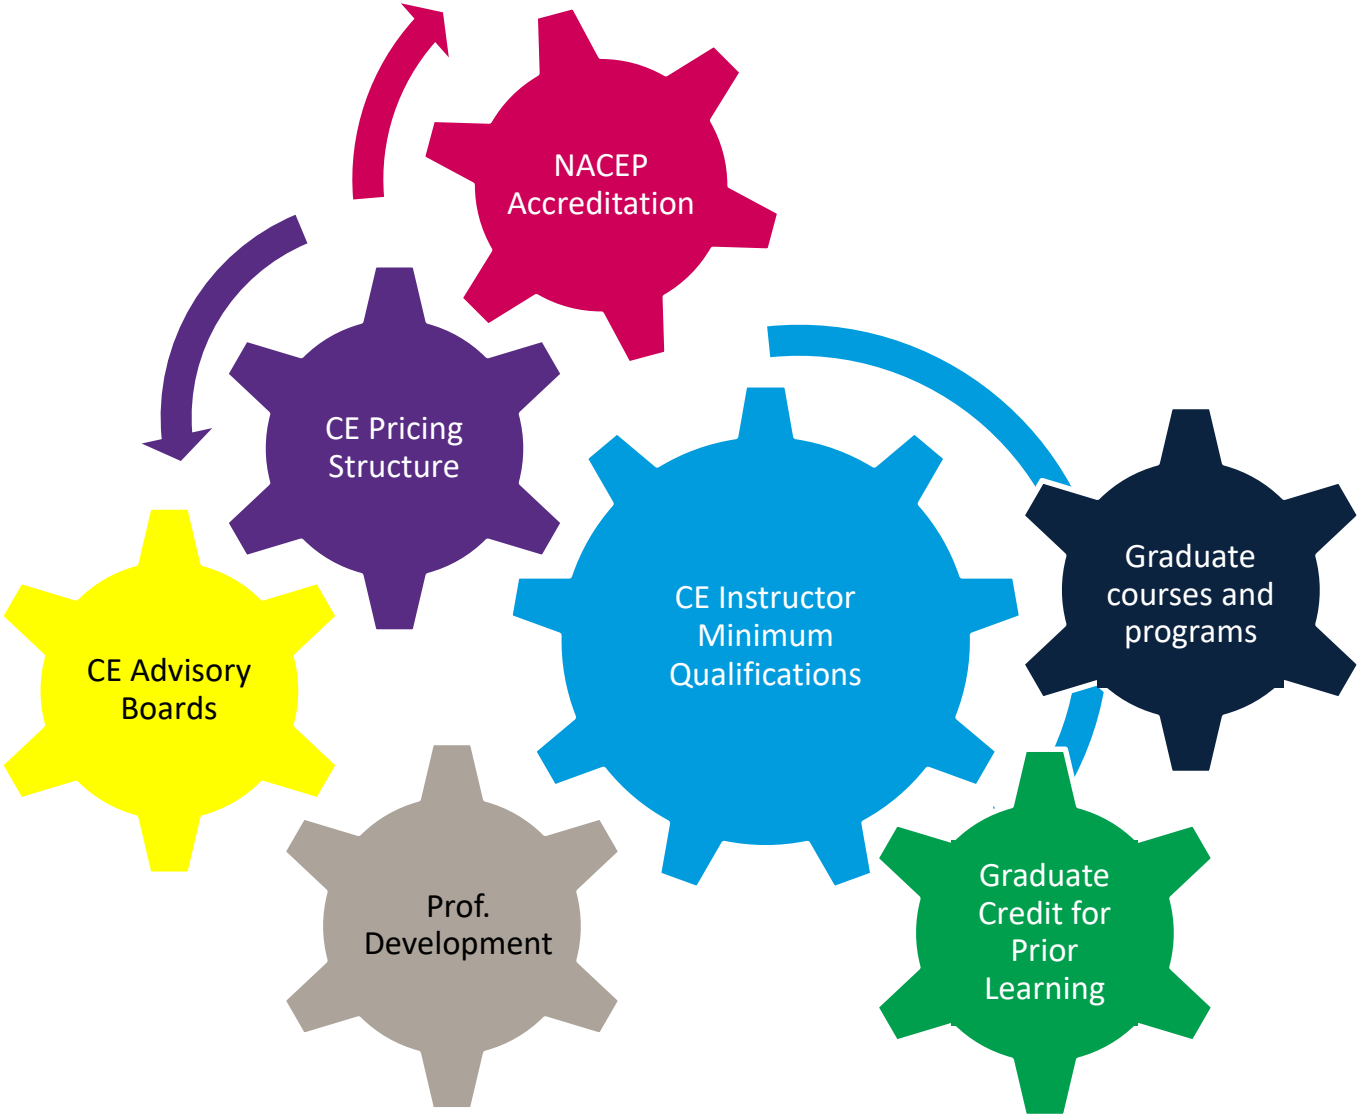 NACEP
Accreditation
CE Pricing
Structure
CE Instructor
Minimum
Qualifications
Graduate
courses and
programs
CE Advisory
Boards
Prof.
Development
Graduate
Credit for
Prior
Learning